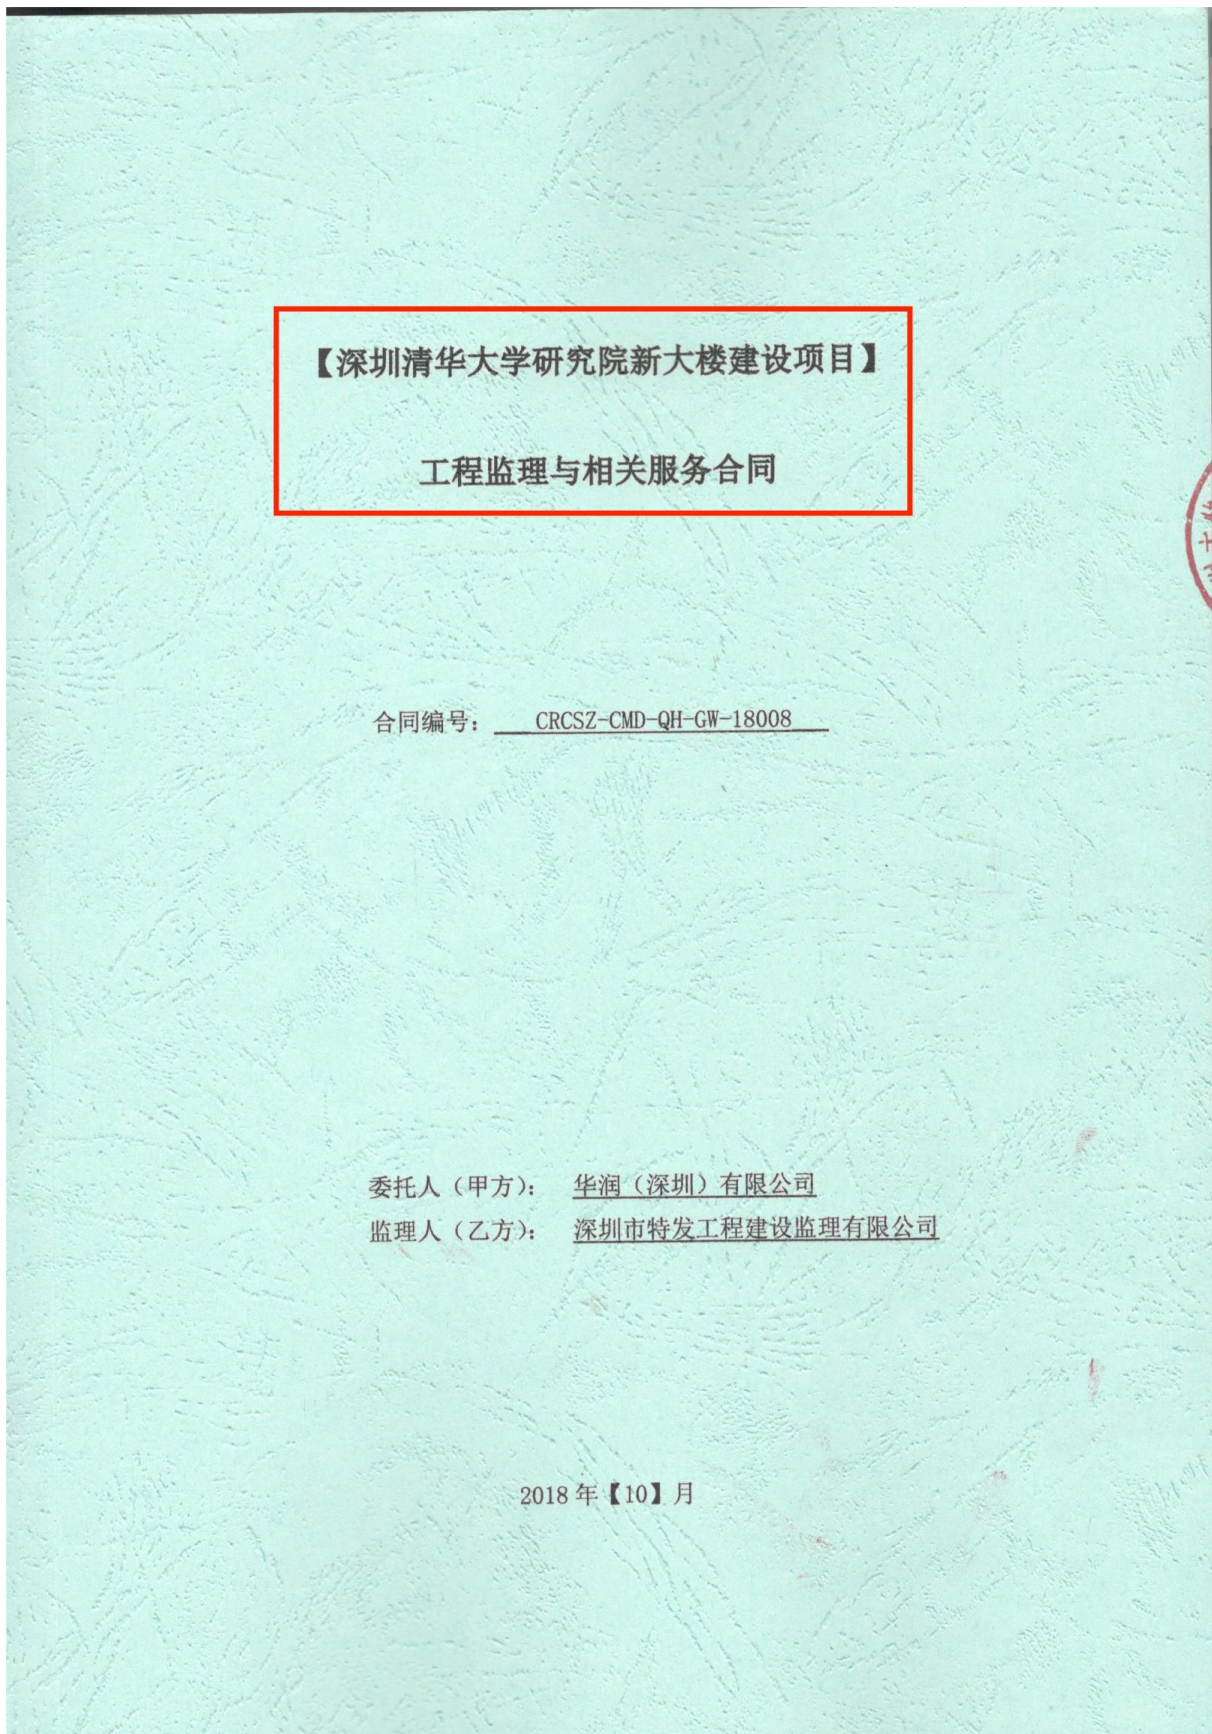 【深圳清华大学研究院新大楼建设项目】
工程监理与相关服务合同
合同编号： CRCSZ-CMD-QH-GW-18008
委托人（甲方）： 华润（深圳）有限公司
监理人（乙方）： 深圳市特发工程建设监理有限公司
2018年【10】月